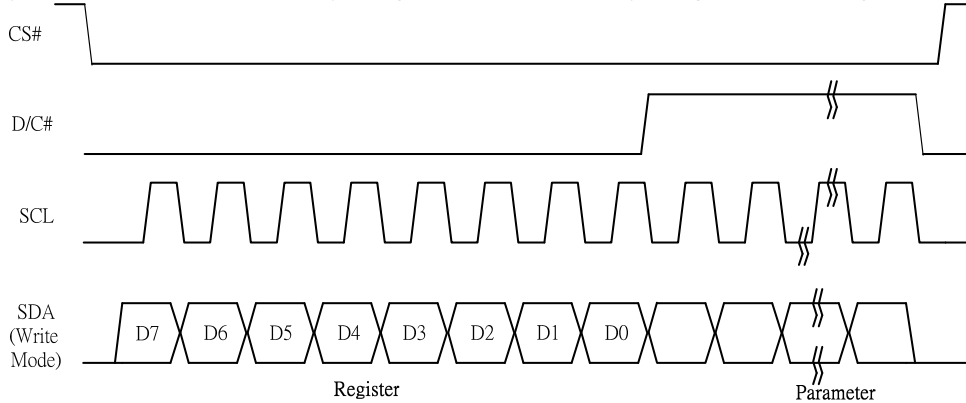 CS#
D/C#
SCL
SDA
(Write
Mode)
D7 D6 D5 D4 D3 D2 D1 D0
Register
Parameter